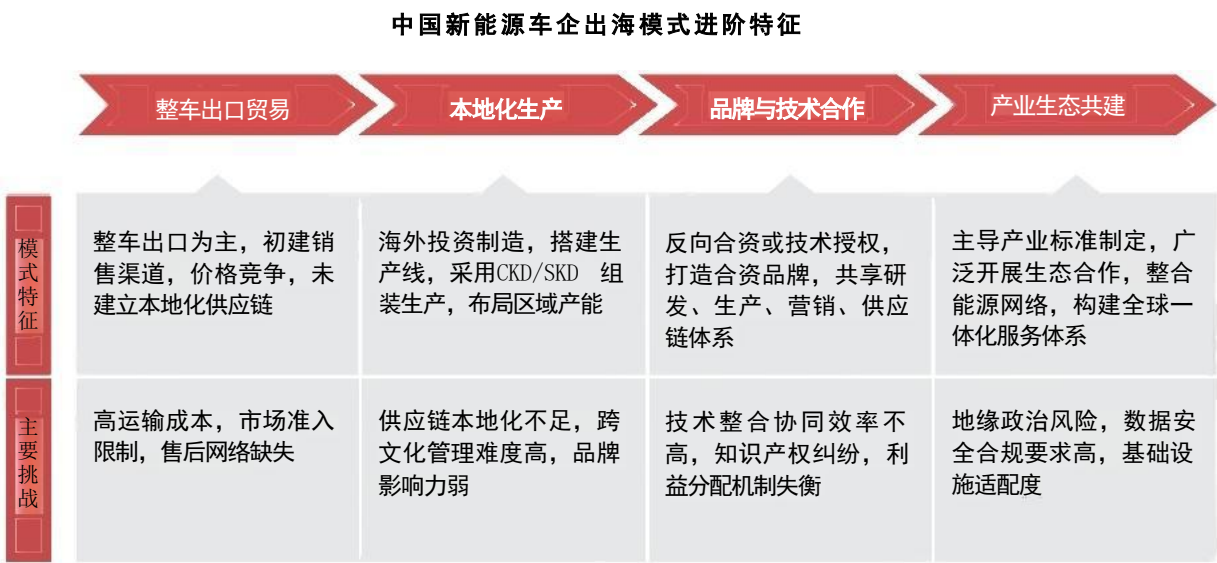 中国新能源车企出海模式进阶特征
整车出口贸易
本地化生产
品牌与技术合作
产业生态共建
模式特征
整车出口为主，初建销
售渠道，价格竞争，未
建立本地化供应链
海外投资制造，搭建生
产线，采用CKD/SKD 组
装生产，布局区域产能
反向合资或技术授权，
打造合资品牌，共享研
发、生产、营销、供应
链体系
主导产业标准制定，广
泛开展生态合作，整合
能源网络，构建全球一
体化服务体系
主要挑战
高运输成本，市场准入
限制，售后网络缺失
供应链本地化不足，跨
文化管理难度高，品牌
影响力弱
技术整合协同效率不
高，知识产权纠纷，利
益分配机制失衡
地缘政治风险，数据安
全合规要求高，基础设
施适配度